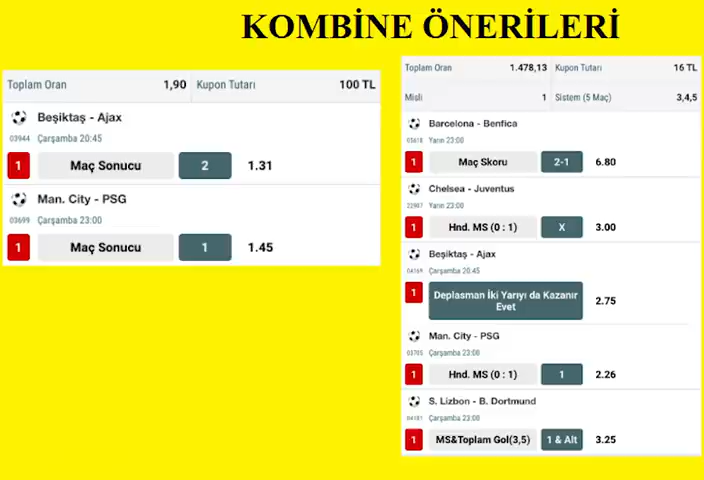 KOMBİNE ÖNERİLERİ
Toplam Oran 1,90 Kupon Tutarı 100 TL
Beşiktaş - Ajax
03944 Çarşamba 20:45
1 Maç Sonucu 2 1.31
Man. City - PSG
03699 Çarşamba 23:00
1 Maç Sonucu 1 1.45
Toplam Oran 1.478,13 Kupon Tutarı 16 TL
Misli 1 Sistem (5 Maç) 3,4,5
Barcelona - Benfica
03618 Yarın 23:00
1 Maç Skoru 2-1 6.80
Chelsea - Juventus
22907 Yarın 23:00
1 Hnd. MS (0 : 1) X 3.00
Beşiktaş - Ajax
04169 Çarşamba 20:45
1 Deplasman İki Yarıyı da Kazanır
Evet 2.75
Man. City - PSG
03705 Çarşamba 23:00
1 Hnd. MS (0 : 1) 1 2.26
S. Lizbon - B. Dortmund
04181 Çarşamba 23:00
1 MS&Toplam Gol(3,5) 1 & Alt 3.25